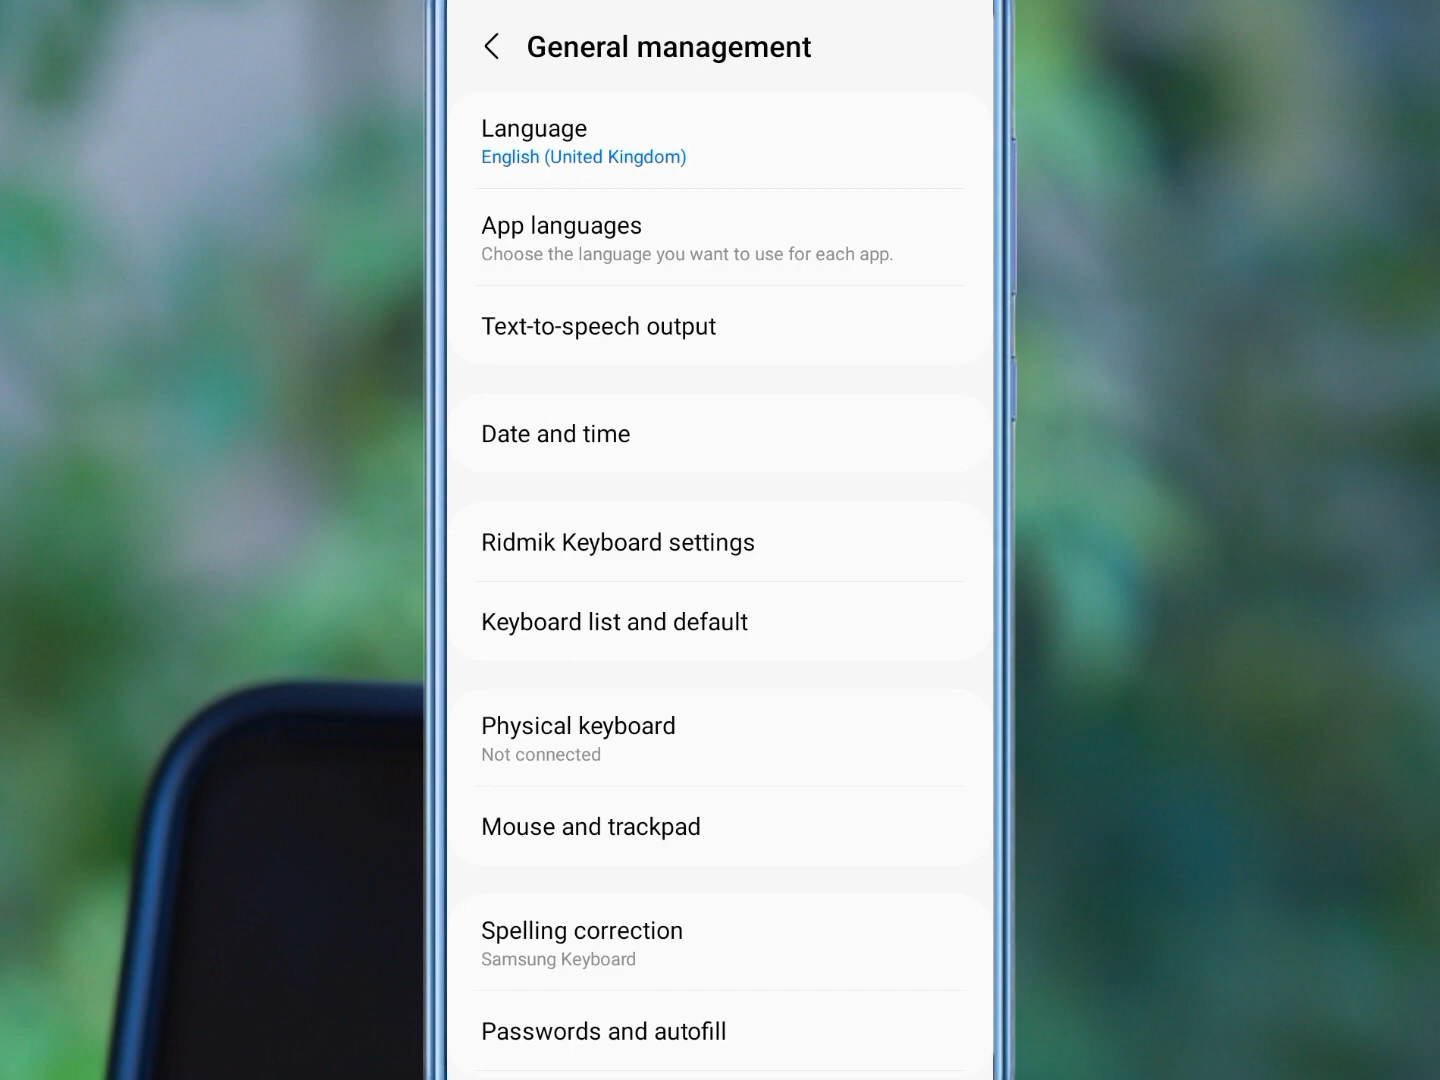 General management
Language
English (United Kingdom)
App languages
Choose the language you want to use for each app.
Text-to-speech output
Date and time
Ridmik Keyboard settings
Keyboard list and default
Physical keyboard
Not connected
Mouse and trackpad
Spelling correction
Samsung Keyboard
Passwords and autofill